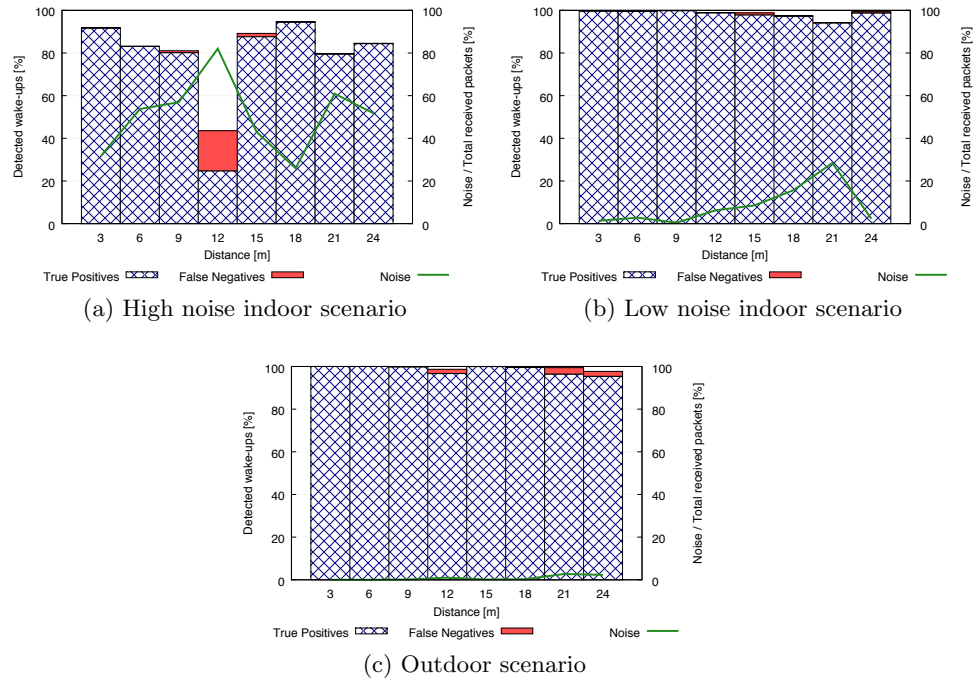 100
80
60
40
20
0
Detected wake-ups [%]
100
80
60
40
20
0
Noise / Total received packets [%]
3 6 9 12 15 18 21 24
Distance [m]
True Positives False Negatives Noise
(a) High noise indoor scenario
100
80
60
40
20
0
Detected wake-ups [%]
100
80
60
40
20
0
Noise / Total received packets [%]
3 6 9 12 15 18 21 24
Distance [m]
True Positives False Negatives Noise
(b) Low noise indoor scenario
100
80
60
40
20
0
Detected wake-ups [%]
100
80
60
40
20
0
Noise / Total received packets [%]
3 6 9 12 15 18 21 24
Distance [m]
True Positives False Negatives Noise
(c) Outdoor scenario